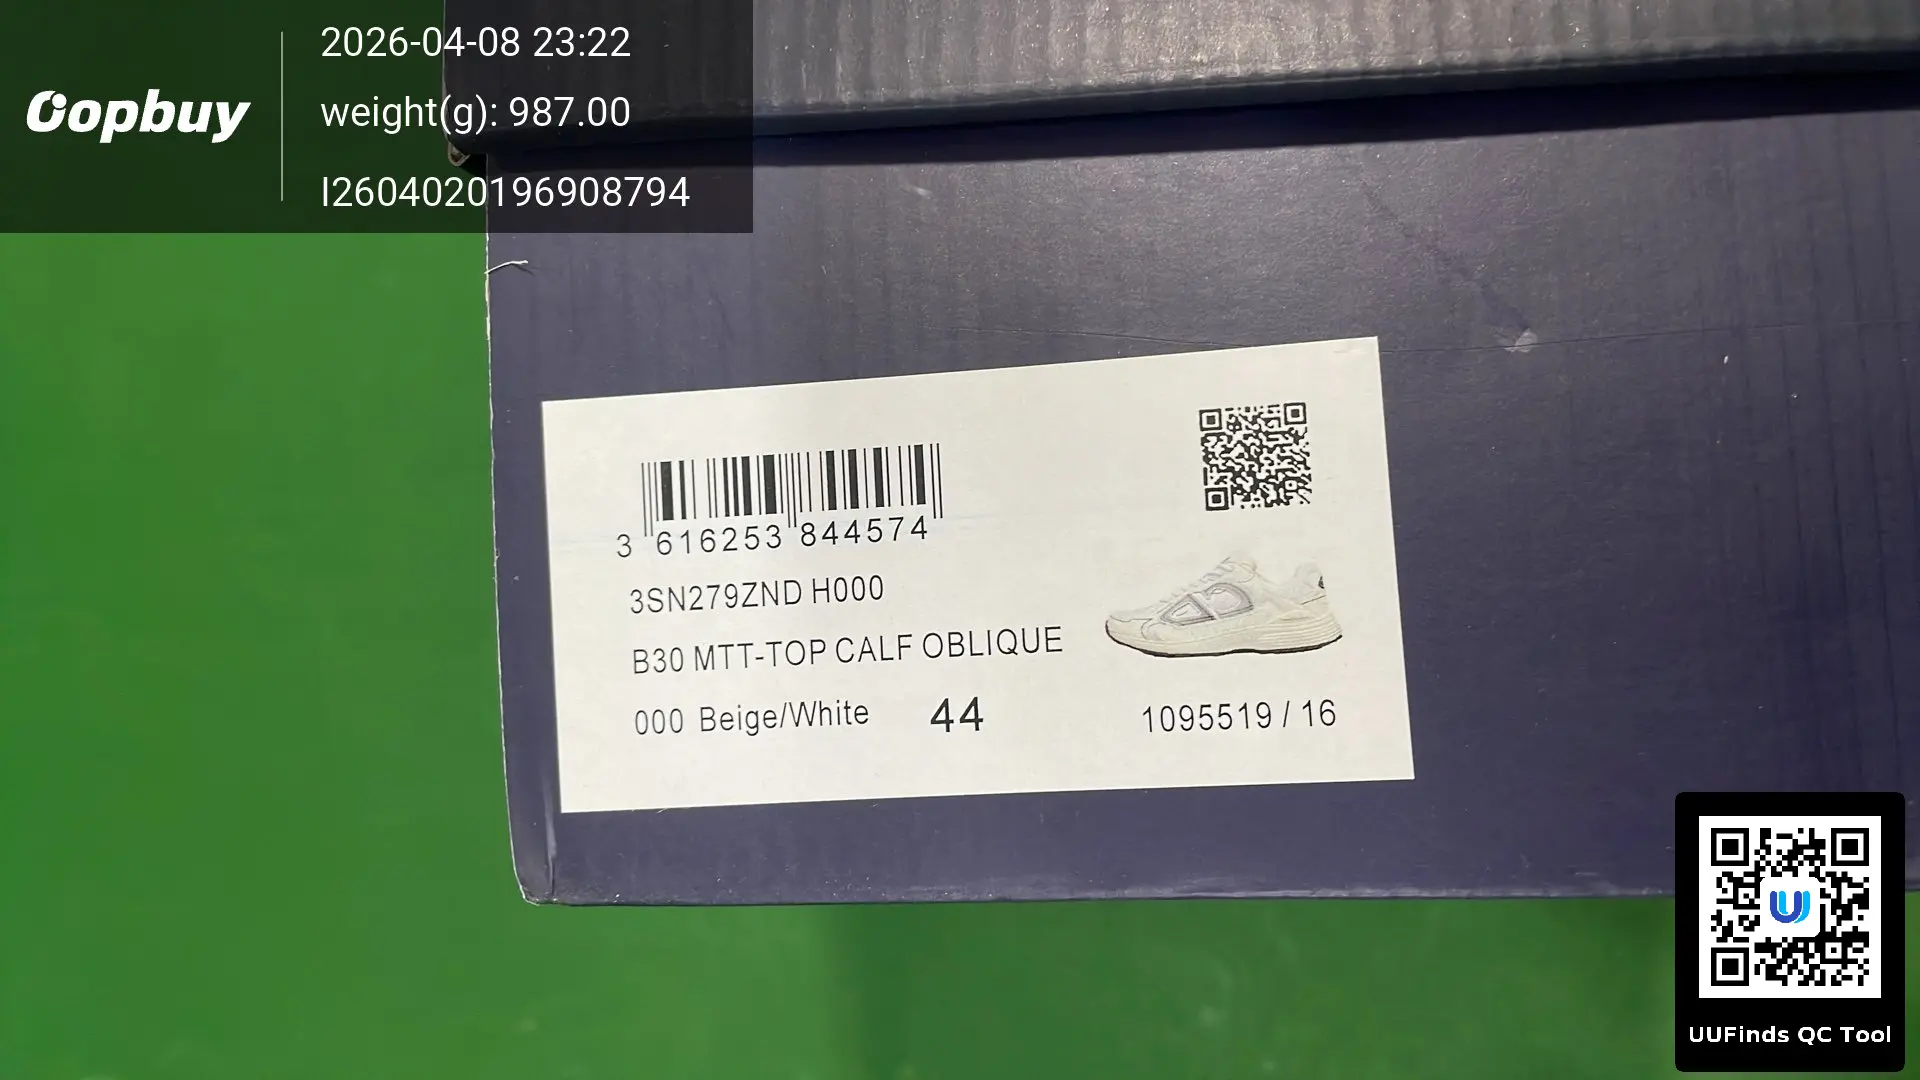 Oopbuy
2026-04-08 23:22
weight(g): 987.00
I2604020196908794
3 616253 844574
3SN279ZND H000
B30 MTT-TOP CALF OBLIQUE
000 Beige/White 44
1095519 / 16
UUFinds QC Tool